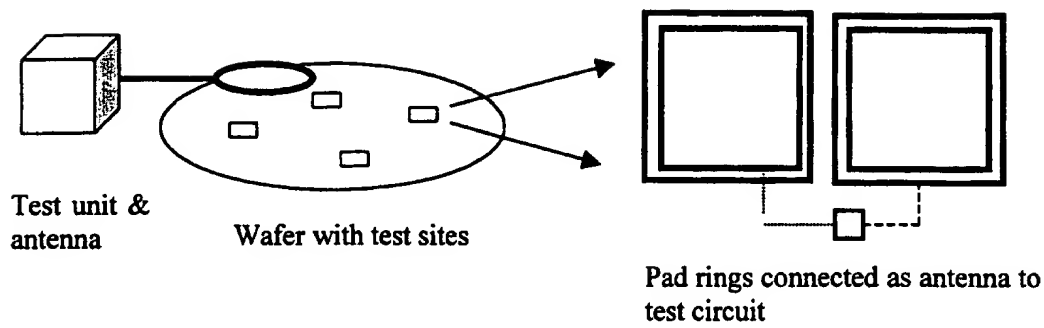 Test unit &
antenna
Wafer with test sites
Pad rings connected as antenna to
test circuit